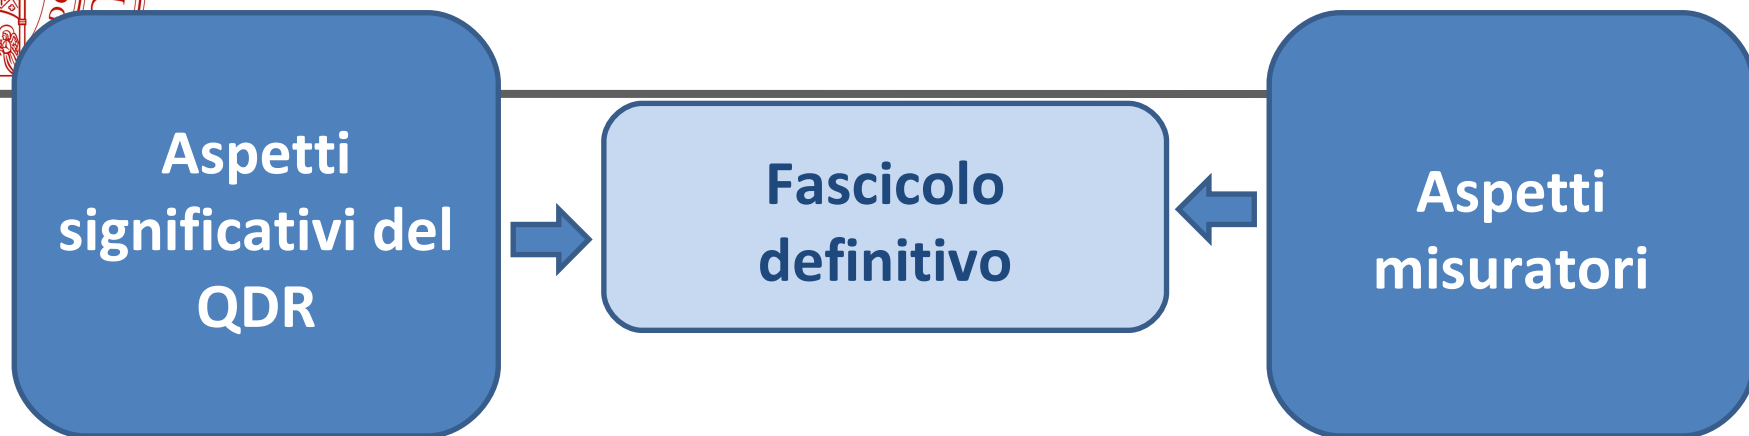 Aspetti
significativi del
QDR
Fascicolo
definitivo
Aspetti
misuratori